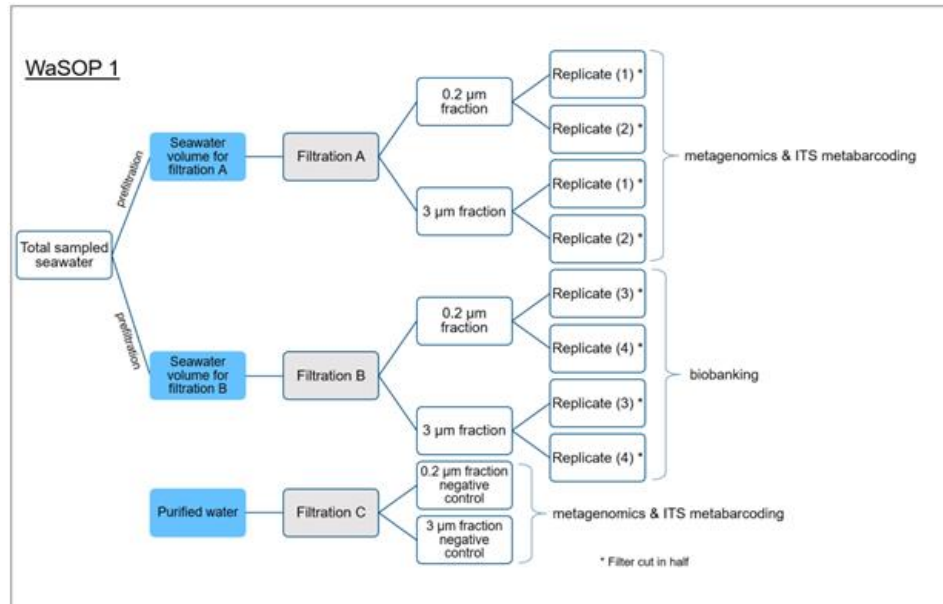 WaSOP 1
Total sampled
seawater
prefiltration
prefiltration
Seawater
volume for
filtration A
Filtration A
0.2 µm
fraction
3 µm fraction
Replicate (1) *
Replicate (2) *
Replicate (1) *
Replicate (2) *
metagenomics & ITS metabarcoding
Seawater
volume for
filtration B
Filtration B
0.2 µm
fraction
3 µm fraction
Replicate (3) *
Replicate (4) *
Replicate (3) *
Replicate (4) *
biobanking
Purified water
Filtration C
0.2 µm fraction
negative
control
3 µm fraction
negative
control
metagenomics & ITS metabarcoding
* Filter cut in half